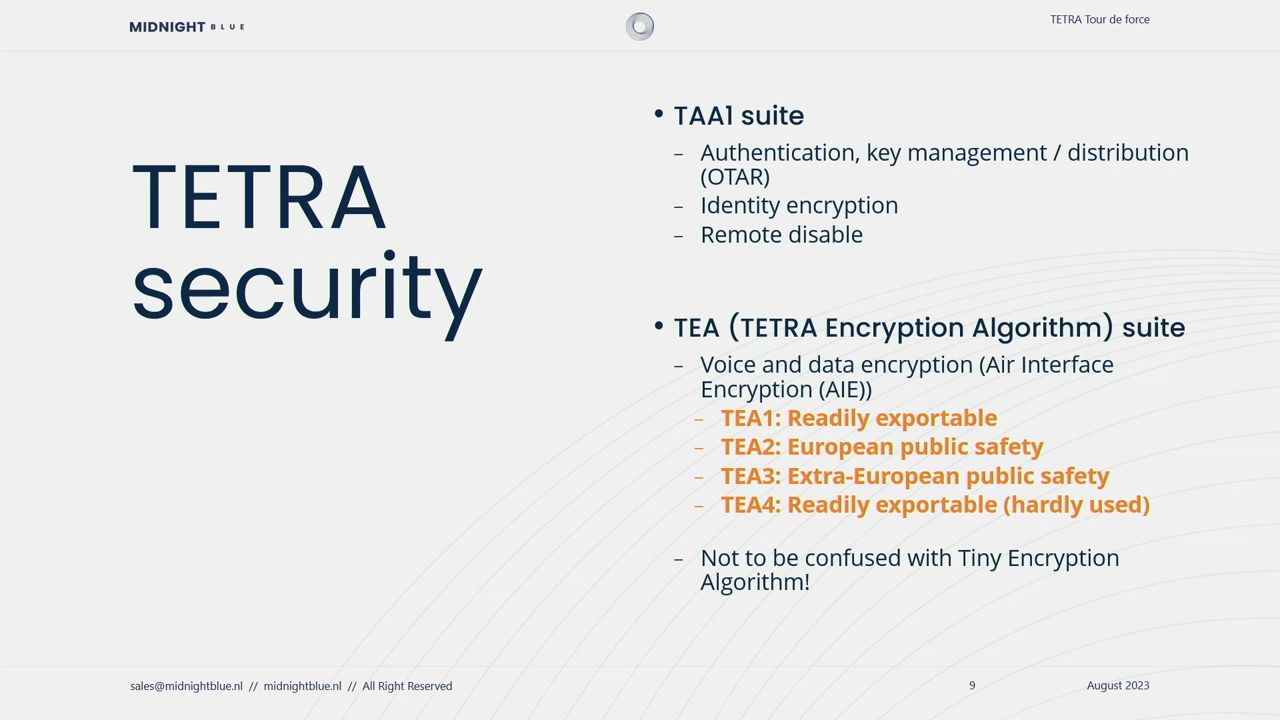 MIDNIGHT BLUE
TETRA Tour de force
TETRA
security
• TAA1 suite
– Authentication, key management / distribution
(OTAR)
– Identity encryption
– Remote disable
• TEA (TETRA Encryption Algorithm) suite
– Voice and data encryption (Air Interface
Encryption (AIE))
– TEA1: Readily exportable
– TEA2: European public safety
– TEA3: Extra-European public safety
– TEA4: Readily exportable (hardly used)
– Not to be confused with Tiny Encryption
Algorithm!
sales@midnightblue.nl // midnightblue.nl // All Right Reserved
9
August 2023